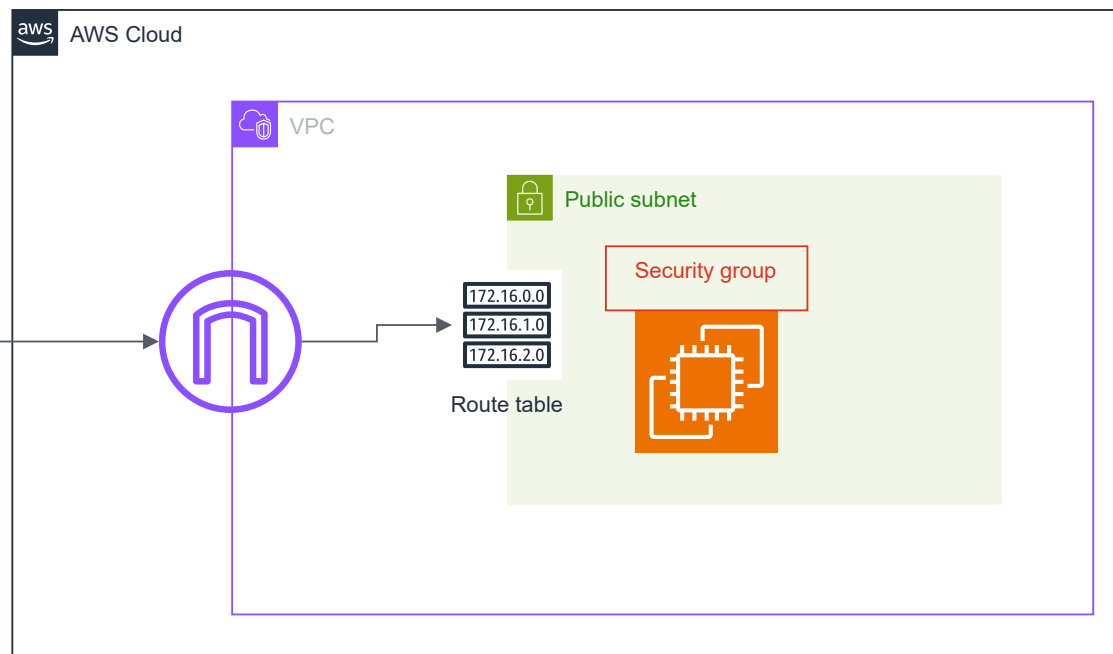 aws
AWS Cloud
VPC
Public subnet
Security group
172.16.0.0
172.16.1.0
172.16.2.0
Route table